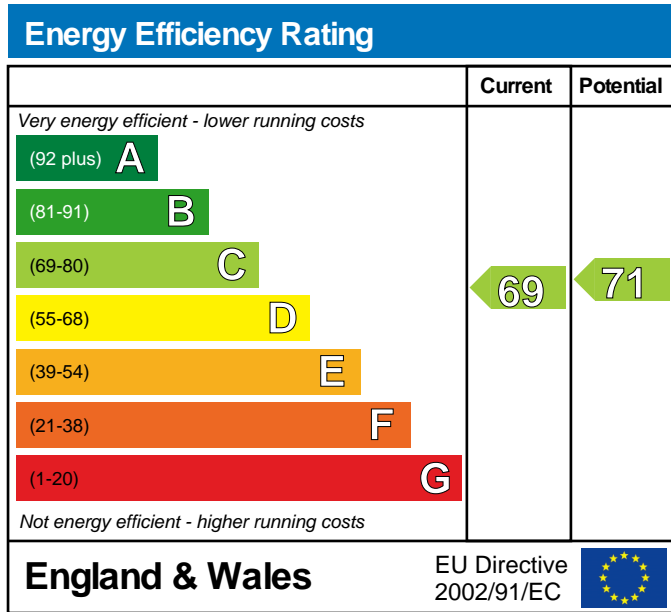 Energy Efficiency Rating
Current Potential
Very energy efficient - lower running costs
(92 plus) A
(81-91) B
(69-80) C
(55-68) D
(39-54) E
(21-38) F
(1-20) G
69 71
Not energy efficient - higher running costs
England & Wales
EU Directive
2002/91/EC